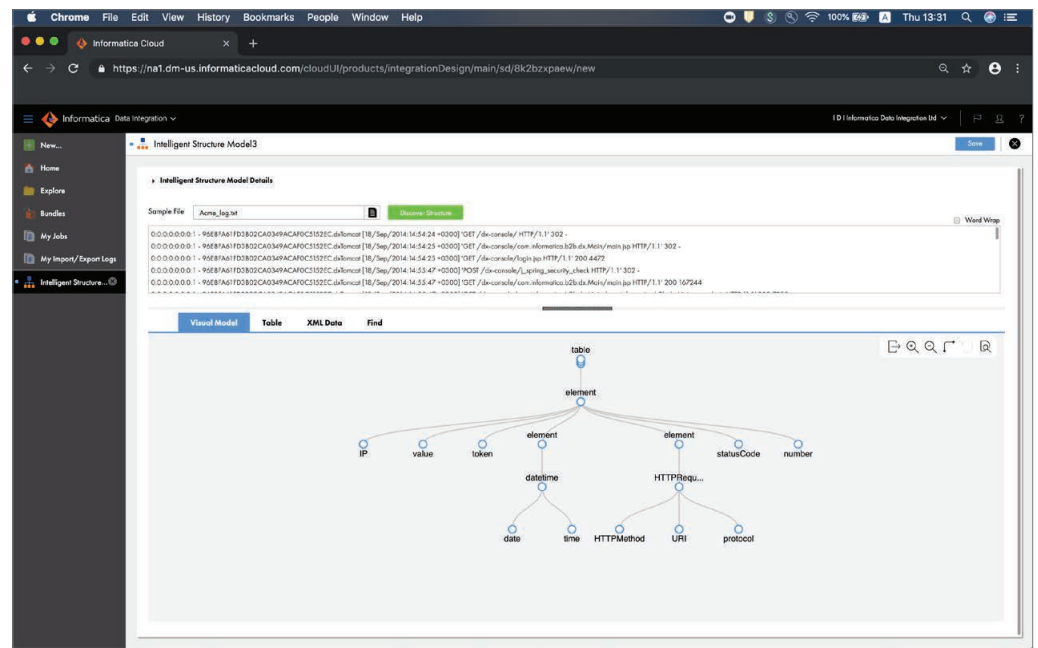 Chrome File Edit View History Bookmarks People Window Help 100% A Thu 13:31
Informatica Cloud
https://na1.dm-us.informaticacloud.com/cloudUI/products/integrationDesign/main/sd/8k2bzxpaew/new
Informatica Data Integration I D I Informatica Data Integration Ltd ?
New... Intelligent Structure Model3 Save
Home
Intelligent Structure Model Details
Explore
Bundles
Sample File Acme_log.txt Discover Structure
Word Wrap
My Jobs
My Import/Export Logs
Intelligent Structure...
0:0:0:0:0:0:0:1 - 96E8FA61FD3B02CA0349ACAF0C5152EC.dxTomcat [18/Sep/2014:14:54:24 +0300] "GET /dx-console/ HTTP/1.1" 302 -
0:0:0:0:0:0:0:1 - 96E8FA61FD3B02CA0349ACAF0C5152EC.dxTomcat [18/Sep/2014:14:54:25 +0300] "GET /dx-console/com.informatica.b2b.dx.Main/main.jsp HTTP/1.1" 302 -
0:0:0:0:0:0:0:1 - 96E8FA61FD3B02CA0349ACAF0C5152EC.dxTomcat [18/Sep/2014:14:54:25 +0300] "GET /dx-console/login.jsp HTTP/1.1" 200 4472
0:0:0:0:0:0:0:1 - 96E8FA61FD3B02CA0349ACAF0C5152EC.dxTomcat [18/Sep/2014:14:55:47 +0300] "POST /dx-console/j_spring_security_check HTTP/1.1" 302 -
0:0:0:0:0:0:0:1 - 96E8FA61FD3B02CA0349ACAF0C5152EC.dxTomcat [18/Sep/2014:14:55:47 +0300] "GET /dx-console/com.informatica.b2b.dx.Main/main.jsp HTTP/1.1" 200 167244
Visual Model Table XML Data Find
table
element
element element
IP value token statusCode number
datetime HTTPRequ...
date time HTTPMethod URI protocol